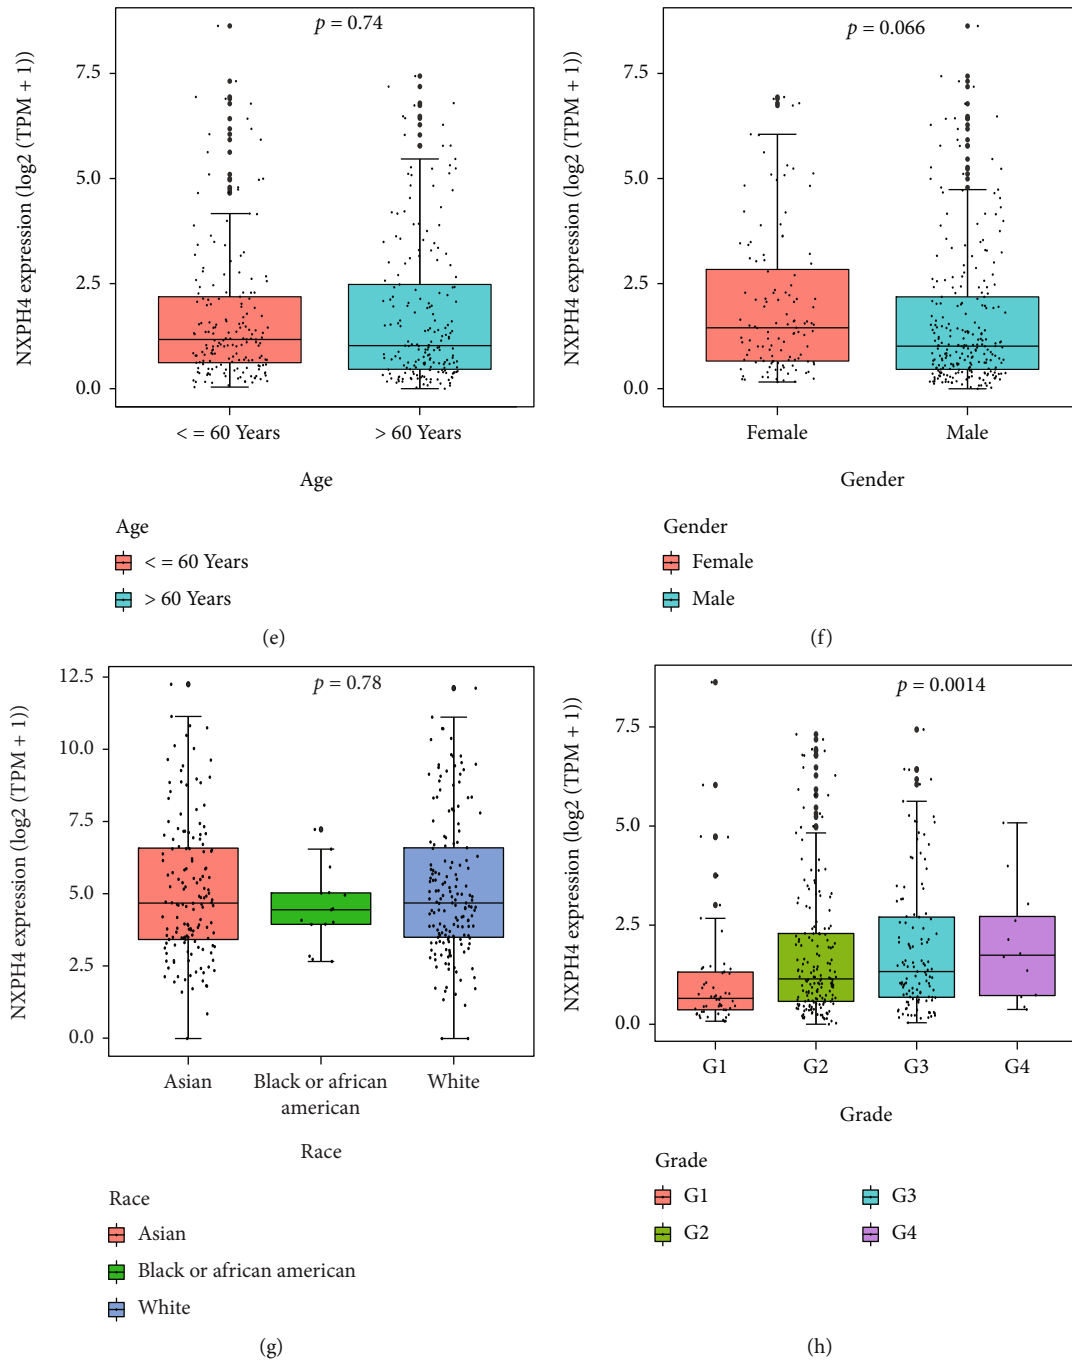 NXPH4 expression (log2 (TPM + 1))
p = 0.74
7.5
5.0
2.5
0.0
< = 60 Years
> 60 Years
Age
Age
< = 60 Years
> 60 Years
(e)
NXPH4 expression (log2 (TPM + 1))
p = 0.066
7.5
5.0
2.5
0.0
Female
Male
Gender
Gender
Female
Male
(f)
NXPH4 expression (log2 (TPM + 1))
p = 0.78
12.5
10.0
7.5
5.0
2.5
0.0
Asian
Black or african
american
White
Race
Race
Asian
Black or african american
White
(g)
NXPH4 expression (log2 (TPM + 1))
p = 0.0014
7.5
5.0
2.5
0.0
G1
G2
G3
G4
Grade
Grade
G1
G2
G3
G4
(h)